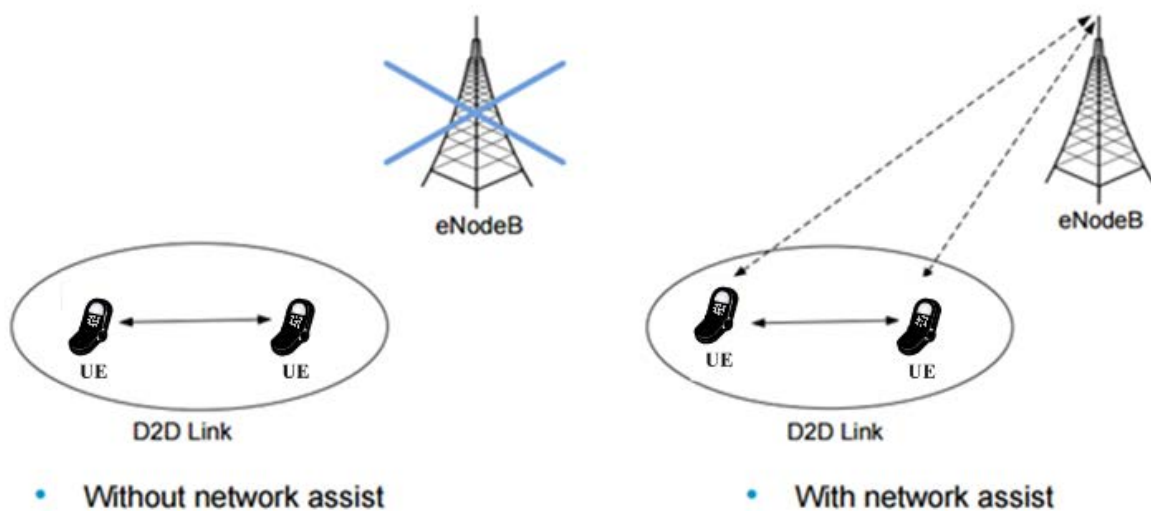 eNodeB
UE UE
D2D Link
• Without network assist
eNodeB
UE UE
D2D Link
• With network assist